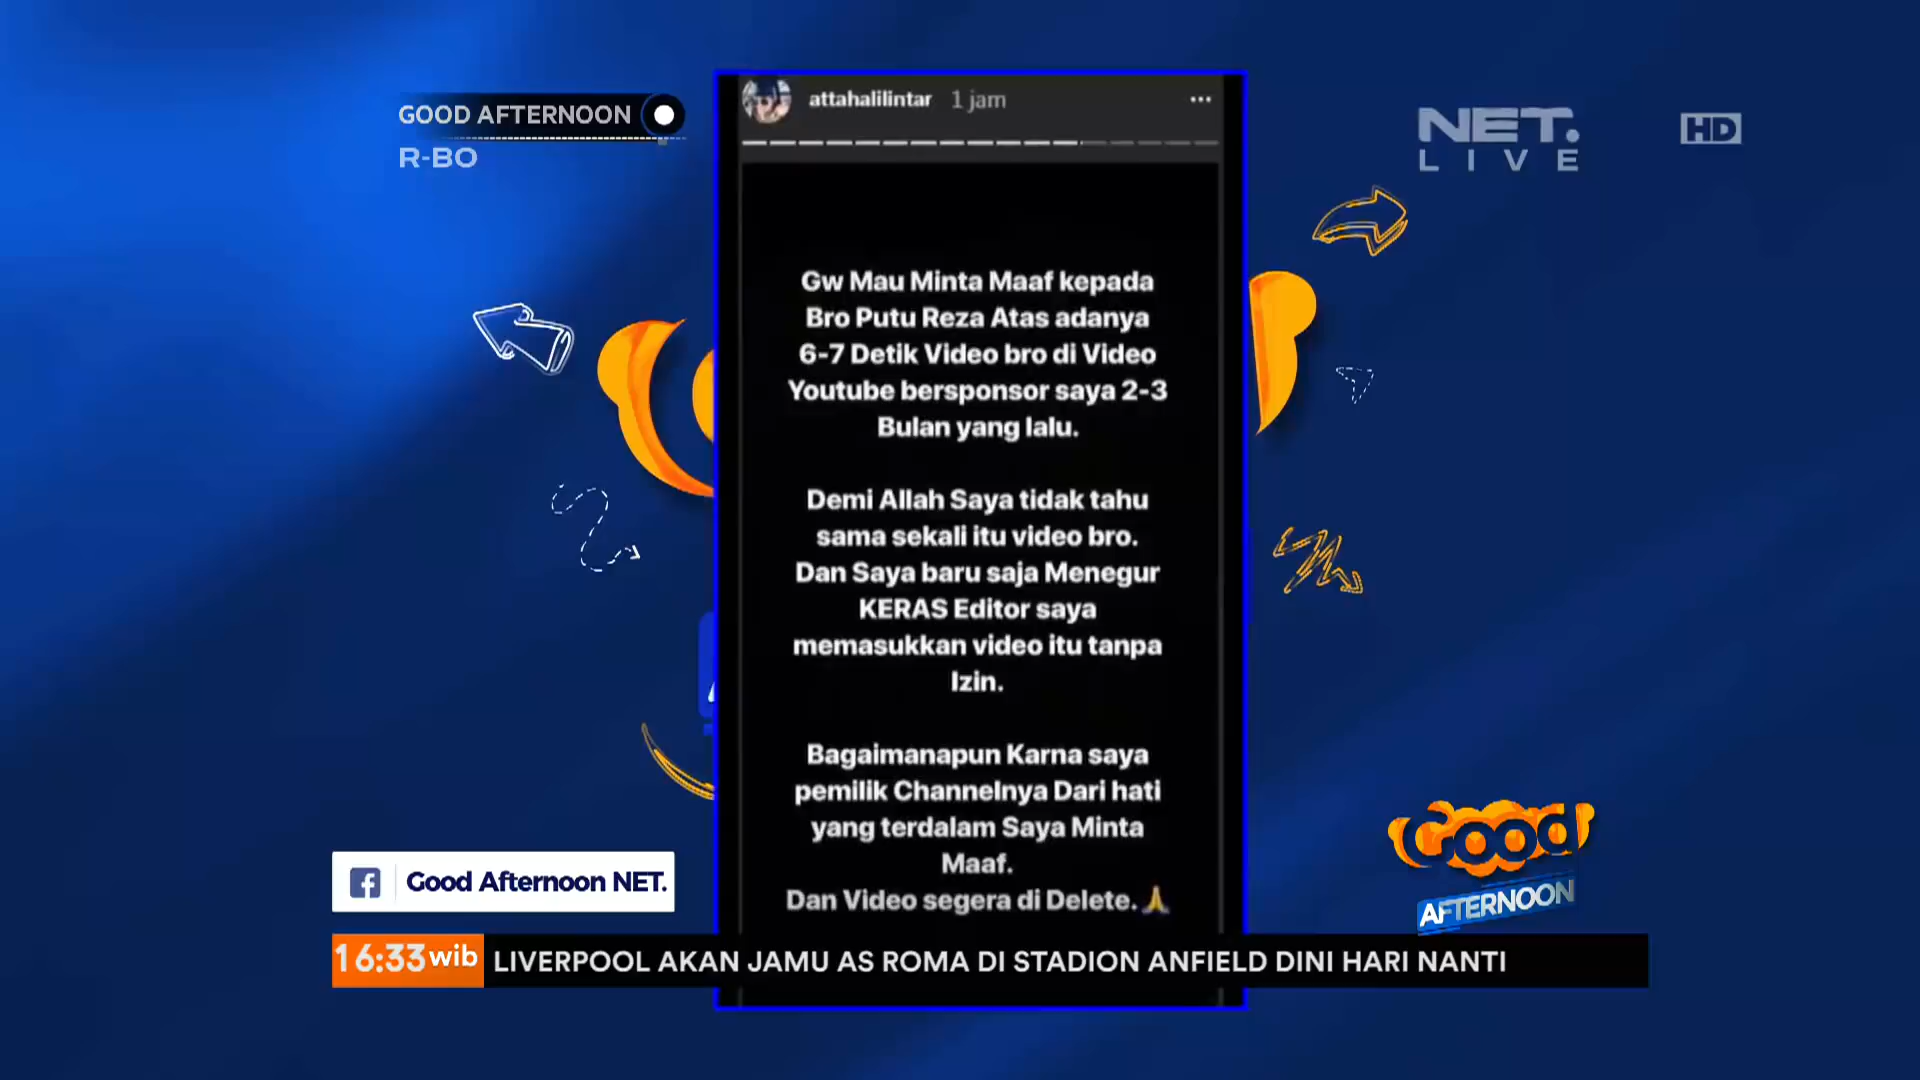 GOOD AFTERNOON
R-BO
attahalilintar 1 jam
NET.
LIVE
HD
Gw Mau Minta Maaf kepada
Bro Putu Reza Atas adanya
6-7 Detik Video bro di Video
Youtube bersponsor saya 2-3
Bulan yang lalu.
Demi Allah Saya tidak tahu
sama sekali itu video bro.
Dan Saya baru saja Menegur
KERAS Editor saya
memasukkan video itu tanpa
Izin.
Bagaimanapun Karna saya
pemilik Channelnya Dari hati
yang terdalam Saya Minta
Maaf.
Dan Video segera di Delete.🙏
Good Afternoon NET.
Good
AFTERNOON
16:33 wib LIVERPOOL AKAN JAMU AS ROMA DI STADION ANFIELD DINI HARI NANTI